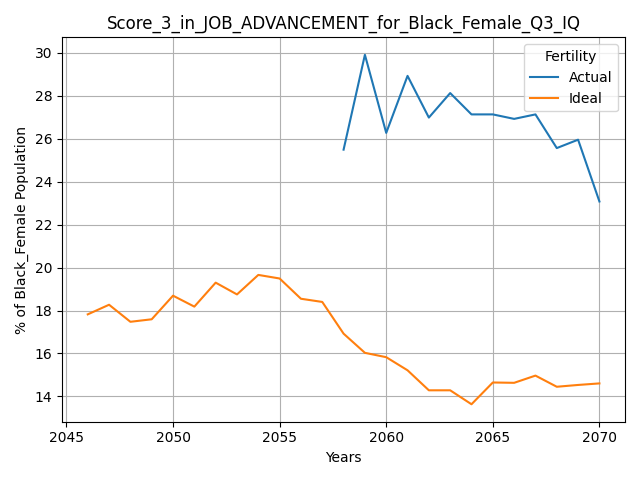 Score_3_in_JOB_ADVANCEMENT_for_Black_Female_Q3_IQ
Fertility
Actual
Ideal
% of Black_Female Population
30
28
26
24
22
20
18
16
14
2045 2050 2055 2060 2065 2070
Years